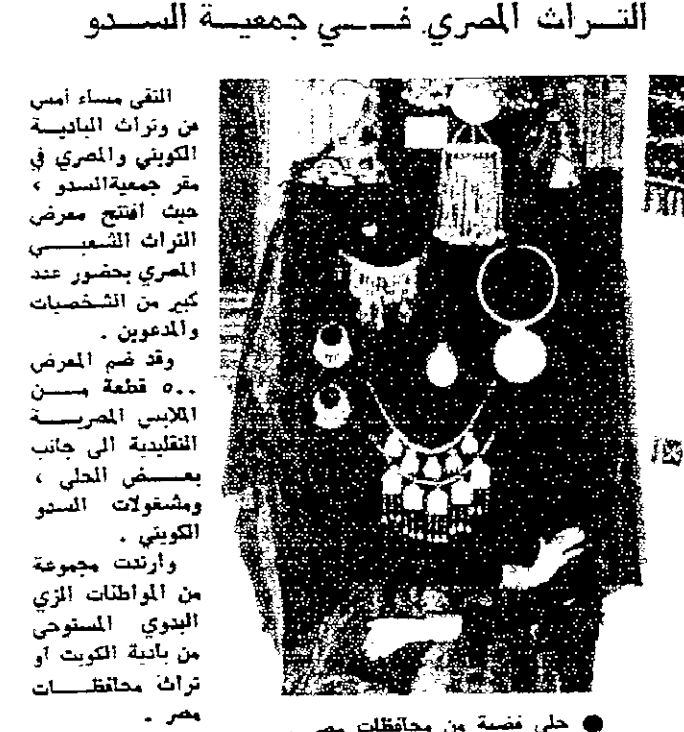 التراث المصري في جمعية السدو
التقى مساء أمس
فن وتراث البادية
الكويتي والمصري في
مقر جمعية السدو ،
حيث افتتح معرض
التراث الشعبي
المصري بحضور عدد
كبير من الشخصيات
والمدعوين .
وقد ضم المعرض
٥٠٠ قطعة من
الملابس المصرية
التقليدية الى جانب
بعض الحلي ،
ومشغولات السدو
الكويتي .
وارتدت مجموعة
من المواطنات الزي
البدوي المستوحى
من بادية الكويت أو
تراث محافظات
مصر .
● حلي فضية من محافظات مصر